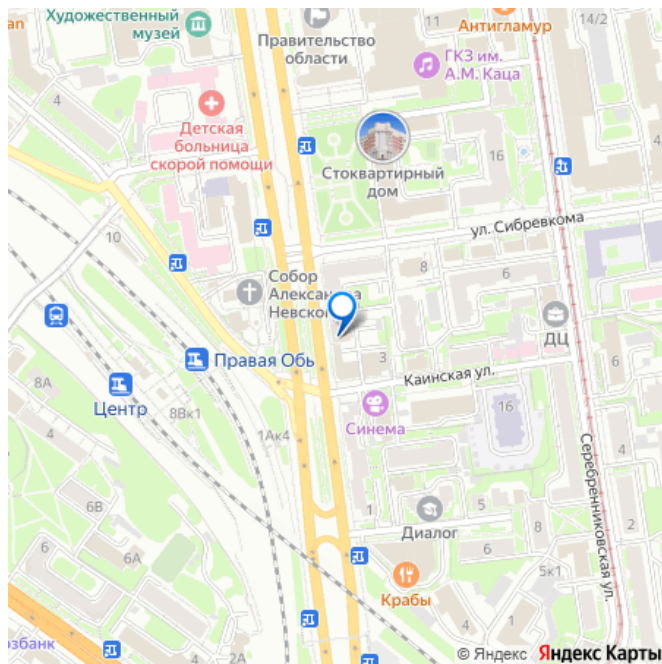 Художественный
музей
an
Антигламур
14/2
Правительство
области
ГКЗ им.
А.М. Каца
4
Детская
больница
скорой помощи
16
Стоквартирный
дом
ул. Сибревкома
10
8
6
Собор
Александра
Невского
ДЦ
Правая Обь
3
Каинская ул.
8А
Центр
8Вк1
Синема
16
1Ак4
4
Серебренниковская ул.
6В
1
5
8
2
Диалог
6
6А
6
5к1
Крабы
4
4
1
озбанк
2А
© Яндекс Яндекс Карты